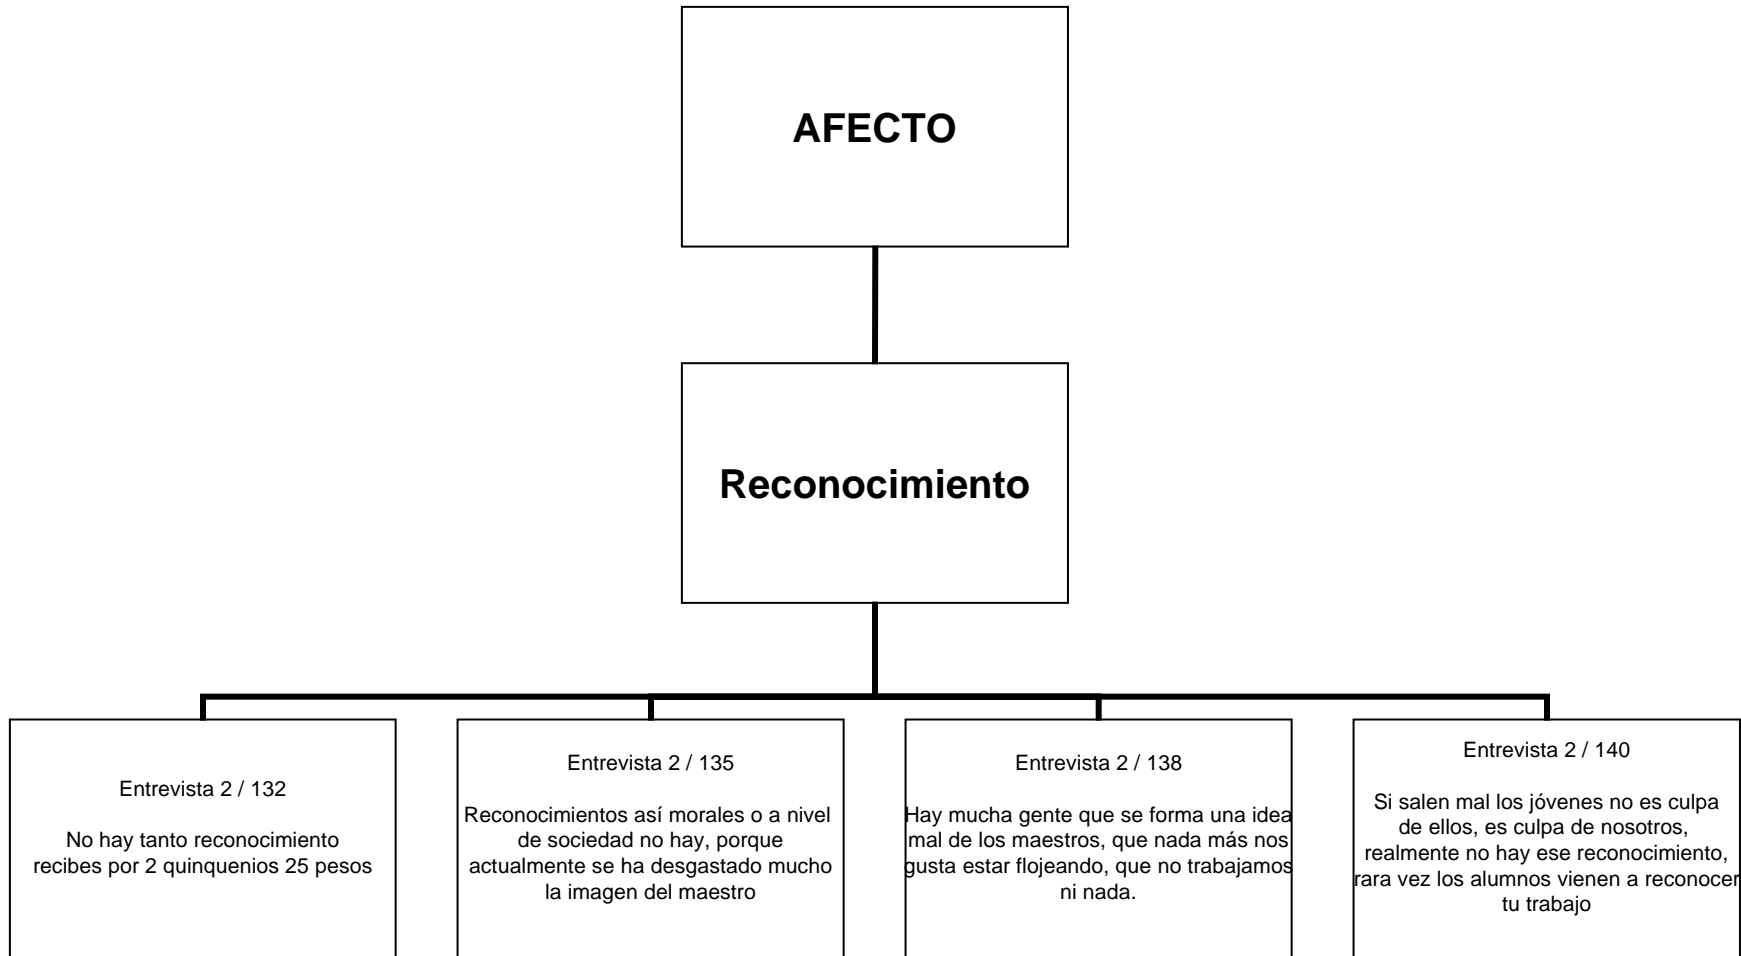 AFECTO
Reconocimiento
Entrevista 2 / 132
No hay tanto reconocimiento
recibes por 2 quinquenios 25 pesos
Entrevista 2 / 135
Reconocimientos así morales o a nivel
de sociedad no hay, porque
actualmente se ha desgastado mucho
la imagen del maestro
Entrevista 2 / 138
Hay mucha gente que se forma una idea
mal de los maestros, que nada más nos
gusta estar flojeando, que no trabajamos
ni nada.
Entrevista 2 / 140
Si salen mal los jóvenes no es culpa
de ellos, es culpa de nosotros,
realmente no hay ese reconocimiento,
rara vez los alumnos vienen a reconocer
tu trabajo